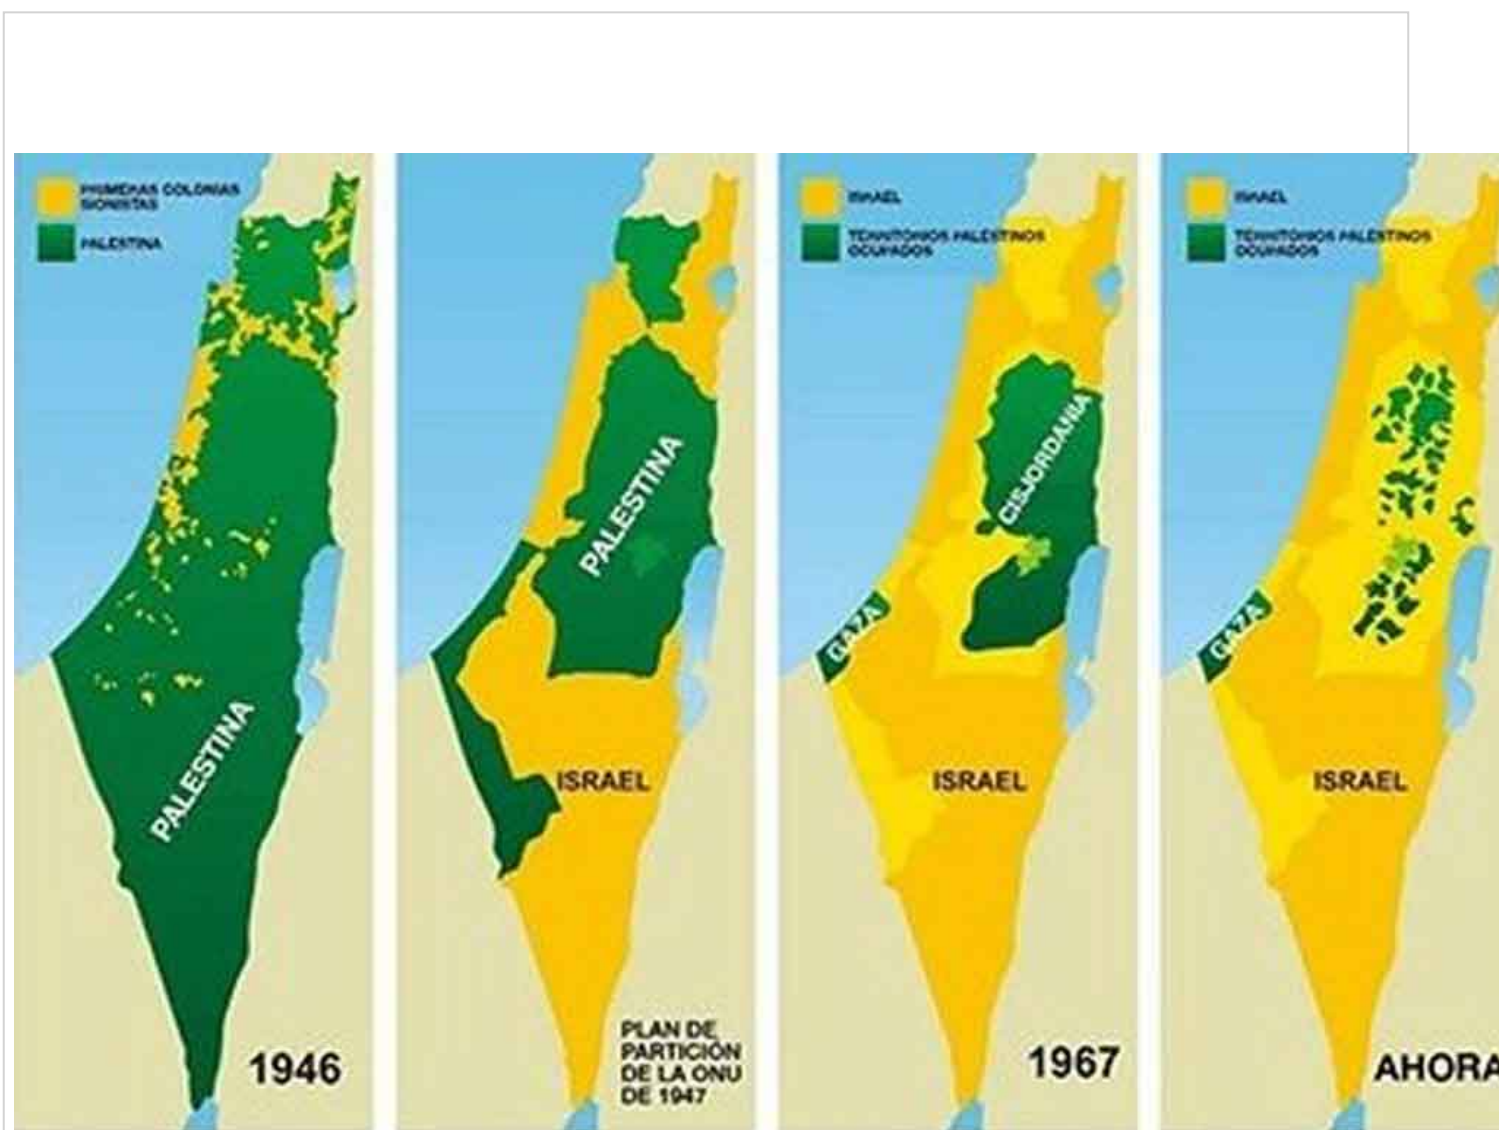 PRIMERAS COLONIAS
SIONISTAS
PALESTINA
PALESTINA
1946
PALESTINA
ISRAEL
PLAN DE
PARTICIÓN
DE LA ONU
DE 1947
ISRAEL
TERRITORIOS PALESTINOS
OCUPADOS
CISJORDANIA
GAZA
ISRAEL
1967
ISRAEL
TERRITORIOS PALESTINOS
OCUPADOS
GAZA
ISRAEL
AHORA